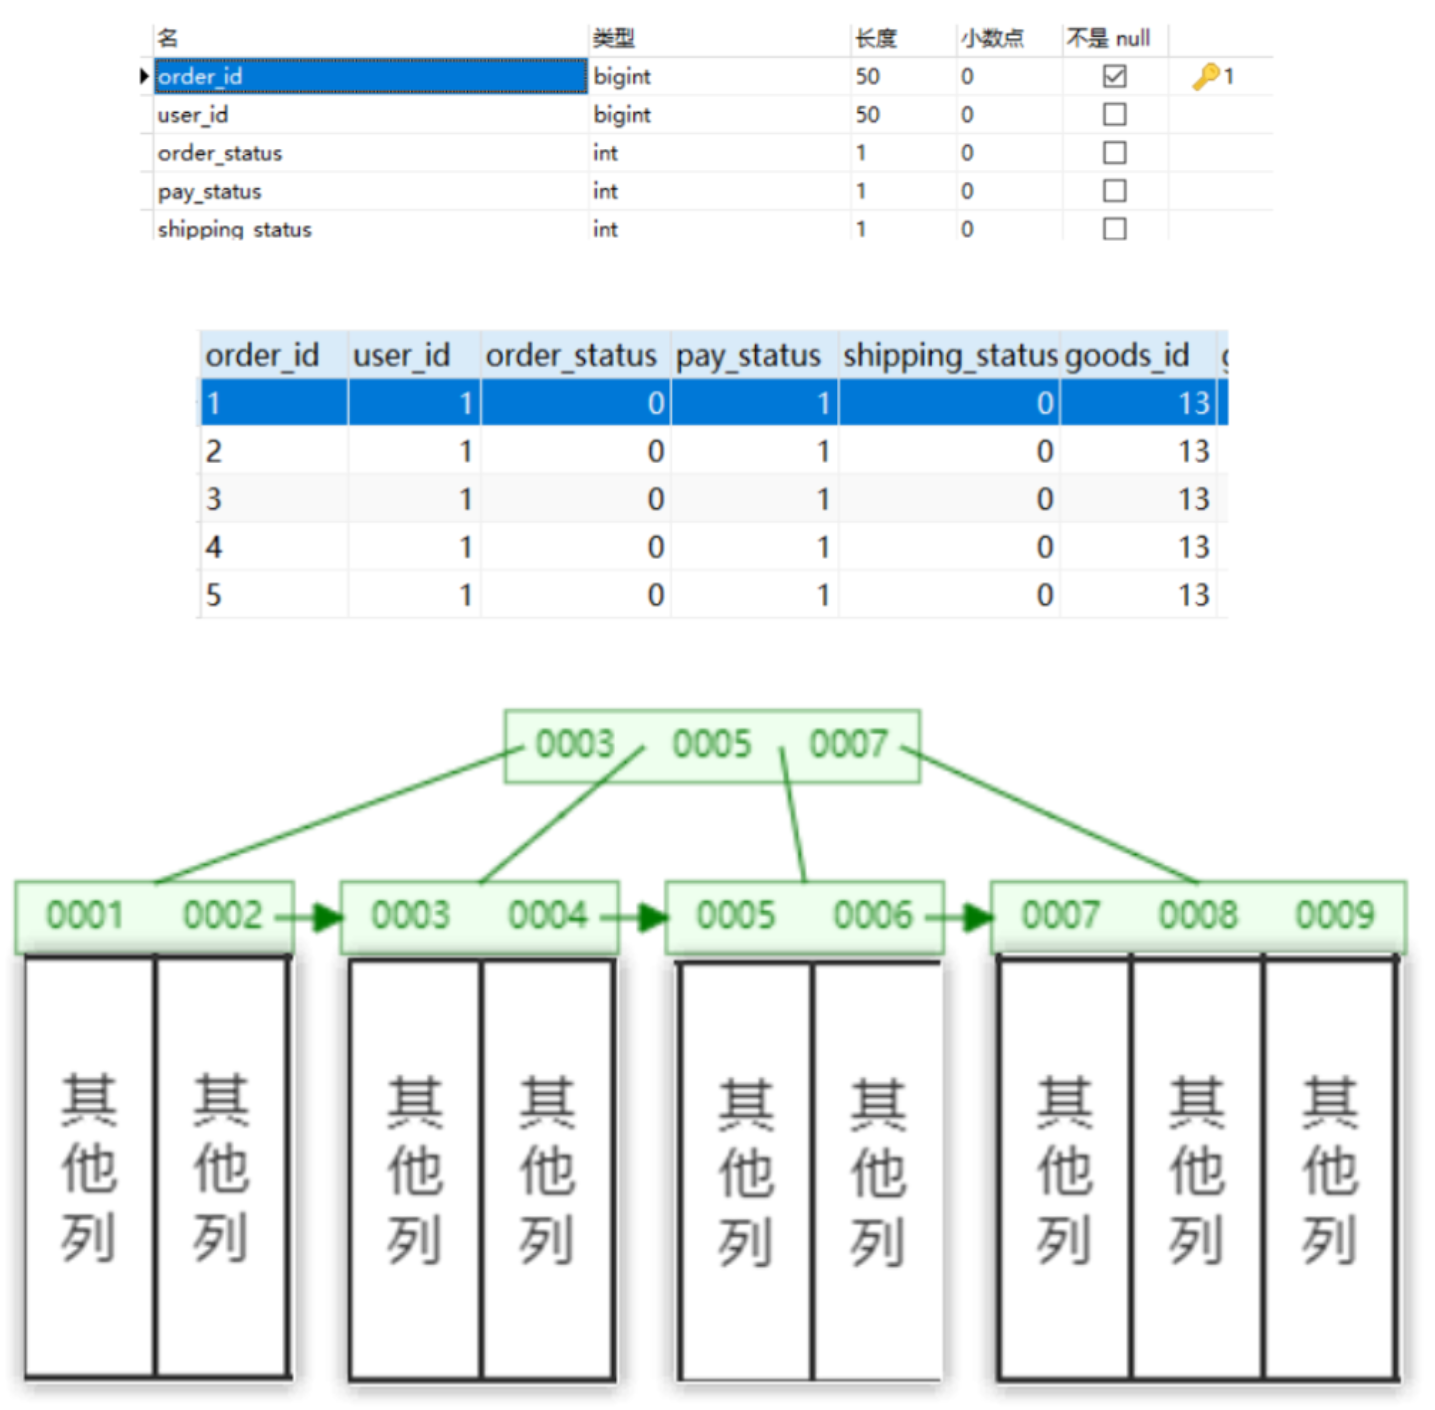 名 类型 长度 小数点 不是 null
order_id bigint 50 0 1
user_id bigint 50 0
order_status int 1 0
pay_status int 1 0
shipping_status int 1 0
order_id user_id order_status pay_status shipping_status goods_id
1 1 0 1 0 13
2 1 0 1 0 13
3 1 0 1 0 13
4 1 0 1 0 13
5 1 0 1 0 13
0003 0005 0007
0001 0002 0003 0004 0005 0006 0007 0008 0009
其他列 其他列 其他列 其他列 其他列 其他列 其他列 其他列 其他列